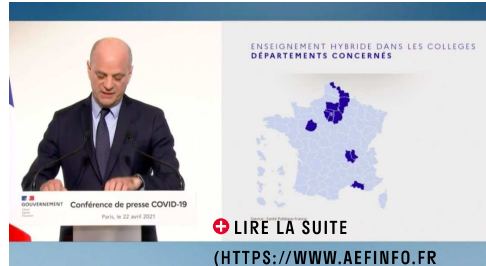 ENSEIGNEMENT HYBRIDE DANS LES COLLEGES
DÉPARTEMENTS CONCERNÉS
GOUVERNEMENT
Conférence de presse COVID-19
Paris, le 22 avril 2021
LIRE LA SUITE
(HTTPS://WWW.AEFINFO.FR